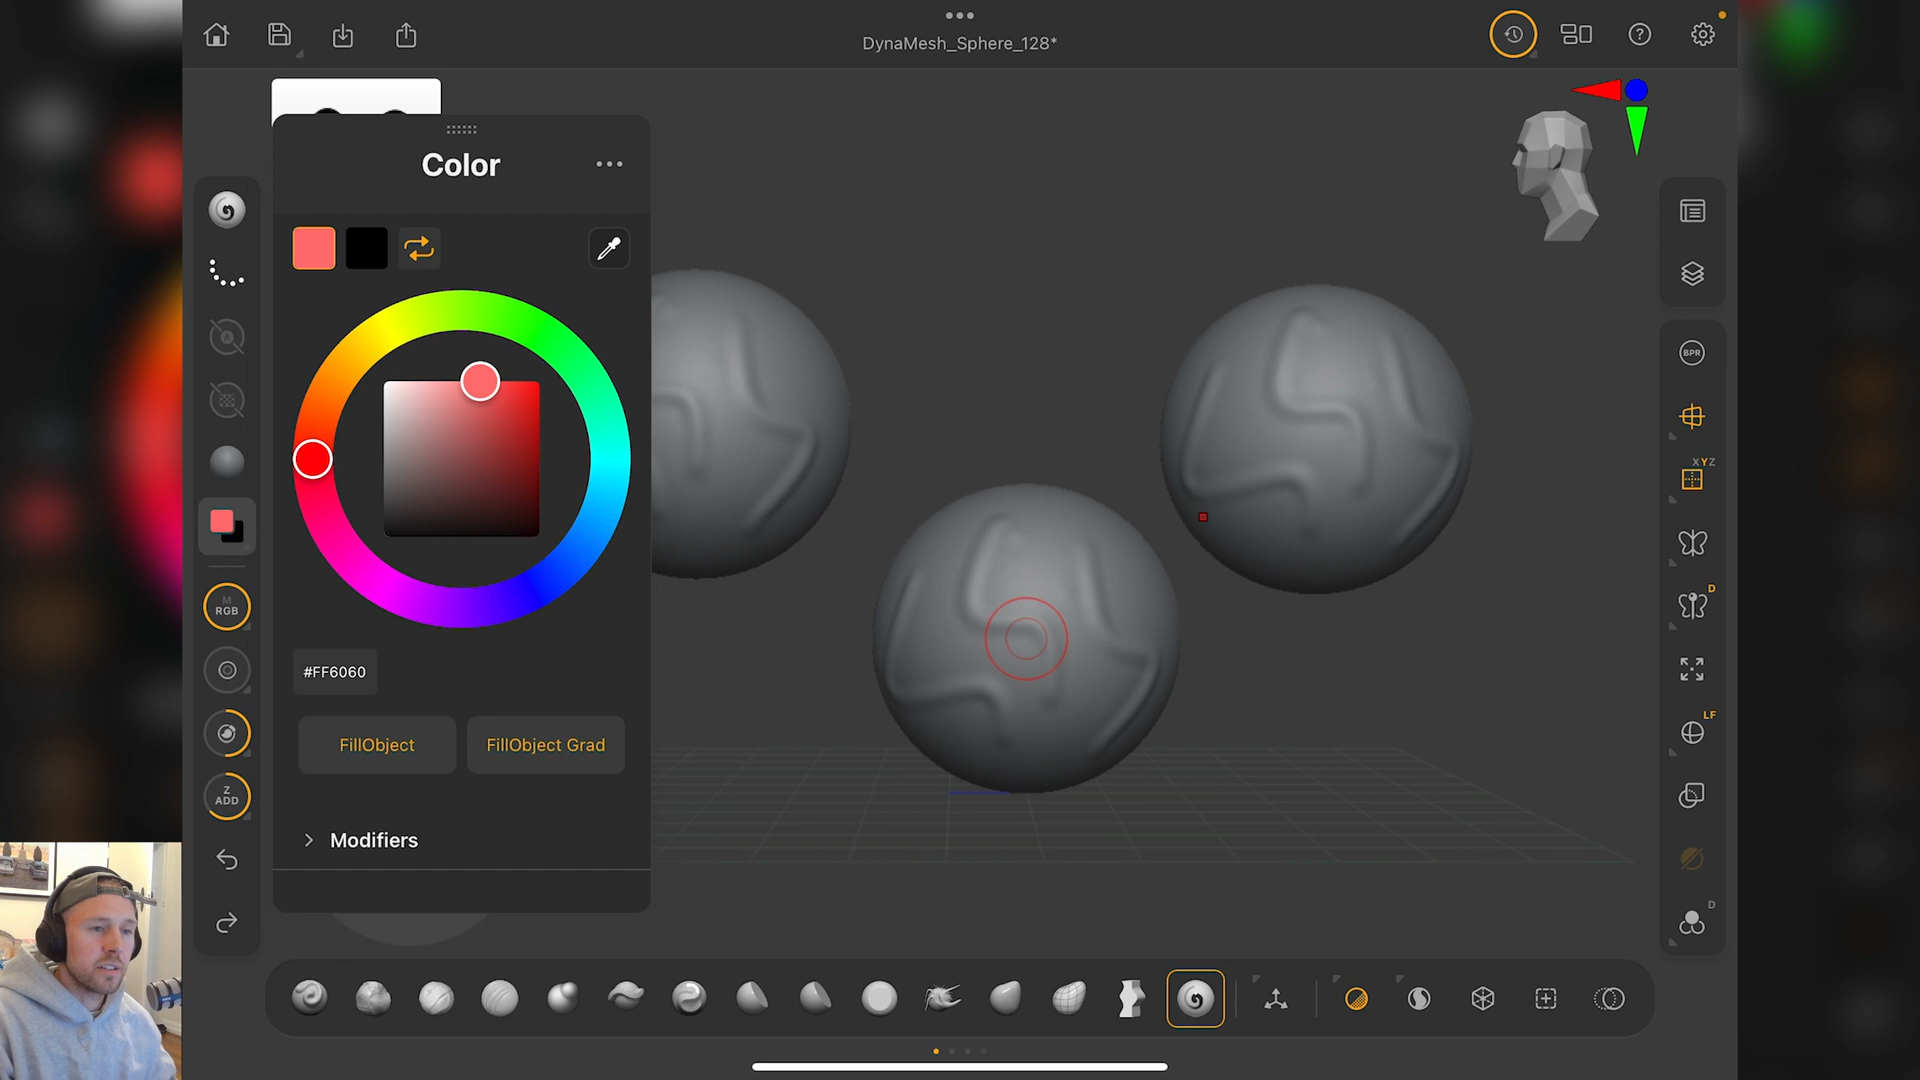 DynaMesh_Sphere_128*
Color
#FF6060
FillObject
FillObject Grad
Modifiers
M
RGB
Z
ADD
BPR
XYZ
D
LF
D